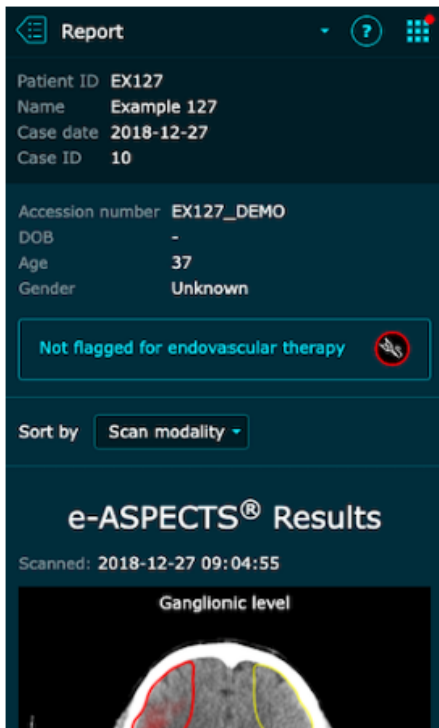 Report
?
Patient ID EX127
Name Example 127
Case date 2018-12-27
Case ID 10
Accession number EX127_DEMO
DOB -
Age 37
Gender Unknown
Not flagged for endovascular therapy
Sort by Scan modality
e-ASPECTS® Results
Scanned: 2018-12-27 09:04:55
Ganglionic level